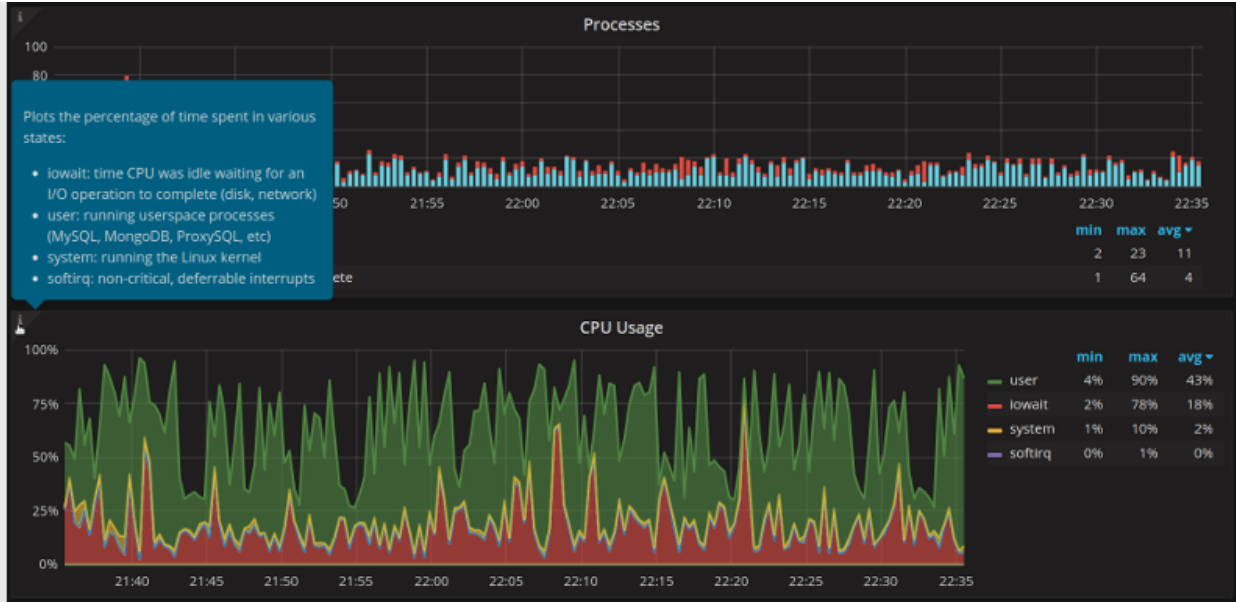 Processes
100
80
Plots the percentage of time spent in various
states:
• iowait: time CPU was idle waiting for an
I/O operation to complete (disk, network)
• user: running userspace processes
(MySQL, MongoDB, ProxySQL, etc)
• system: running the Linux kernel
• softirq: non-critical, deferrable interrupts
50 21:55 22:00 22:05 22:10 22:15 22:20 22:25 22:30 22:35
min max avg
2 23 11
ete 1 64 4
CPU Usage
100%
75%
50%
25%
0%
21:40 21:45 21:50 21:55 22:00 22:05 22:10 22:15 22:20 22:25 22:30 22:35
min max avg
user 4% 90% 43%
iowait 2% 78% 18%
system 1% 10% 2%
softirq 0% 1% 0%